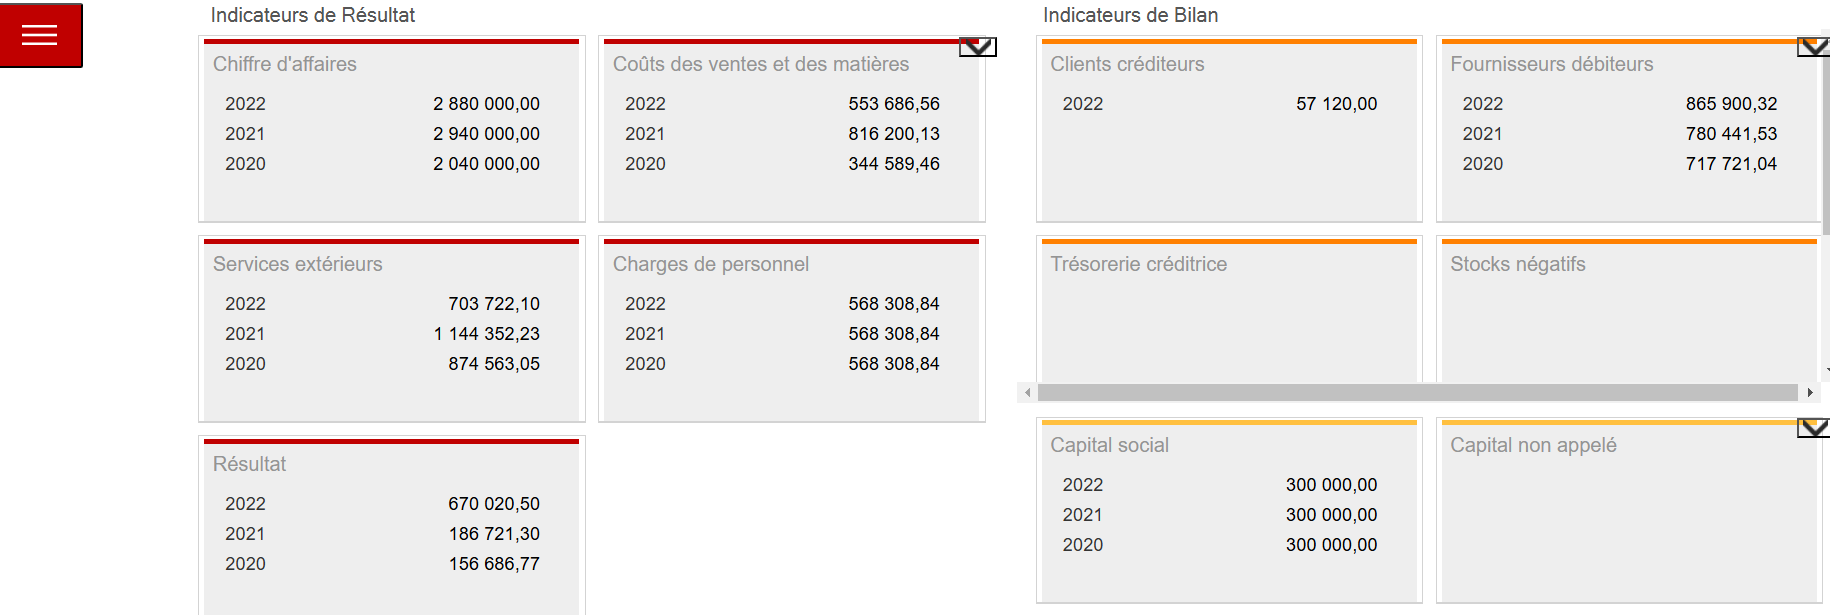 Indicateurs de Résultat
Chiffre d'affaires
2022 2 880 000,00
2021 2 940 000,00
2020 2 040 000,00
Coûts des ventes et des matières
2022 553 686,56
2021 816 200,13
2020 344 589,46
Services extérieurs
2022 703 722,10
2021 1 144 352,23
2020 874 563,05
Charges de personnel
2022 568 308,84
2021 568 308,84
2020 568 308,84
Résultat
2022 670 020,50
2021 186 721,30
2020 156 686,77
Indicateurs de Bilan
Clients créditeurs
2022 57 120,00
Fournisseurs débiteurs
2022 865 900,32
2021 780 441,53
2020 717 721,04
Trésorerie créditrice
Stocks négatifs
Capital social
2022 300 000,00
2021 300 000,00
2020 300 000,00
Capital non appelé